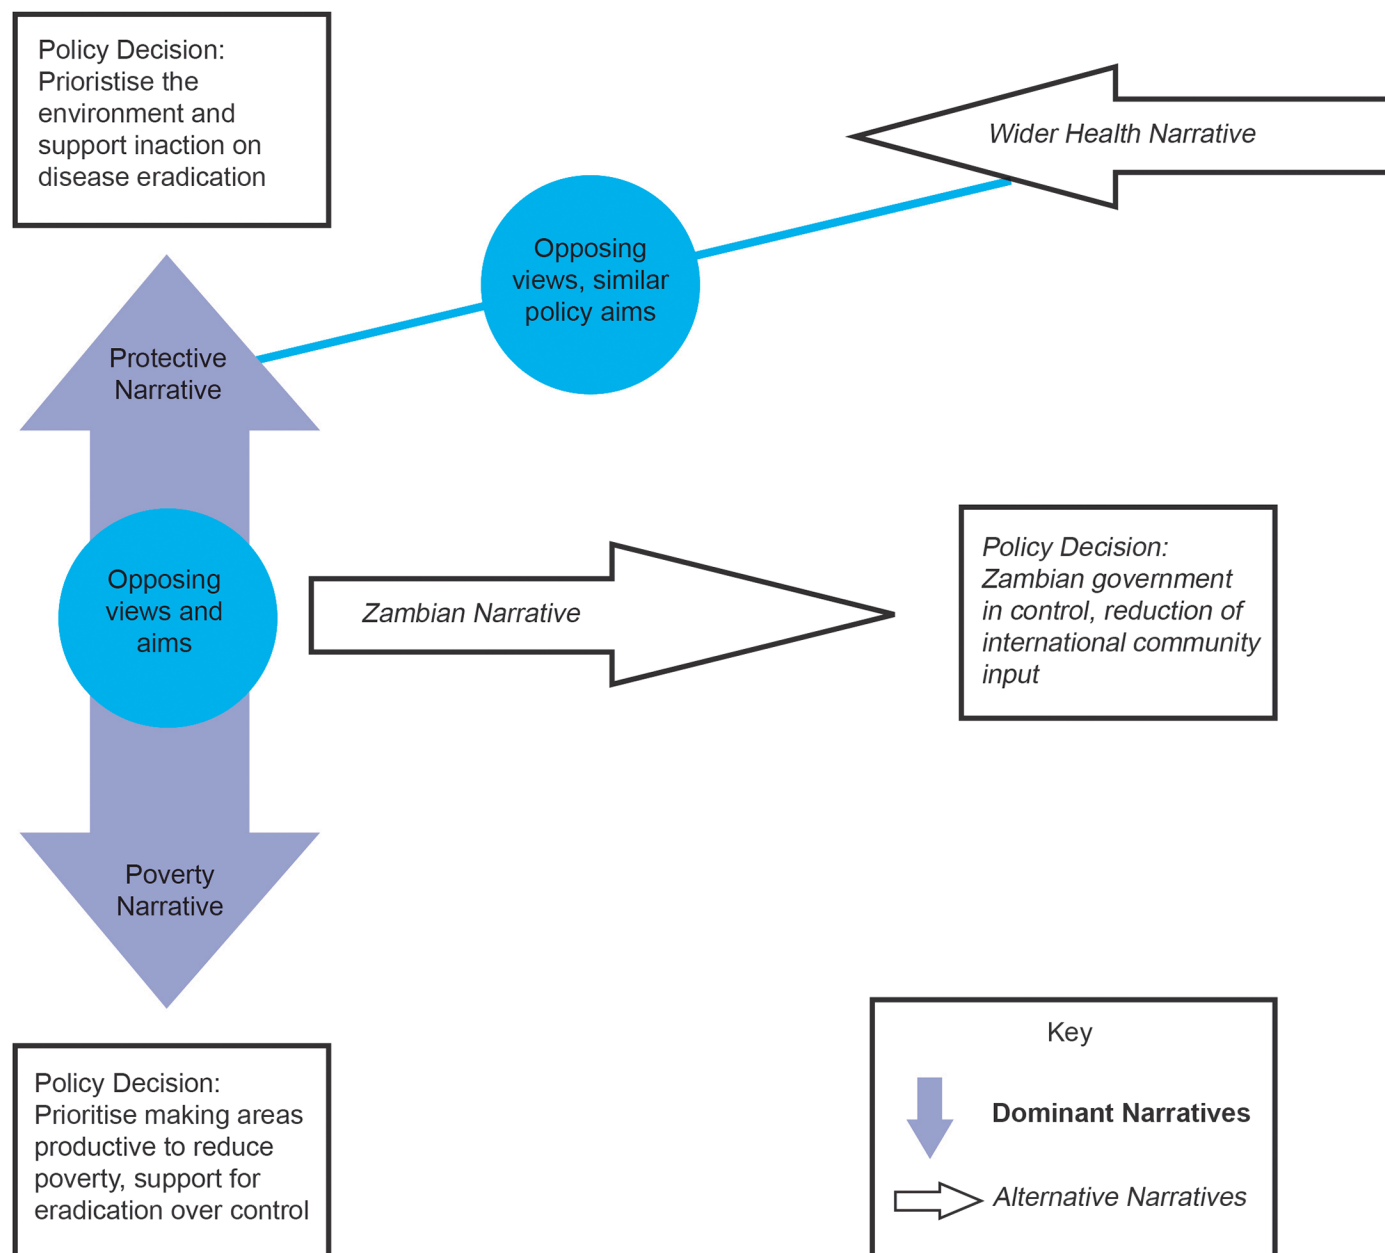 Policy Decision:
Prioristise the
environment and
support inaction on
disease eradication
Wider Health Narrative
Opposing
views, similar
policy aims
Protective
Narrative
Opposing
views and
aims
Zambian Narrative
Policy Decision:
Zambian government
in control, reduction of
international community
input
Poverty
Narrative
Policy Decision:
Prioritise making areas
productive to reduce
poverty, support for
eradication over control
Key
Dominant Narratives
Alternative Narratives